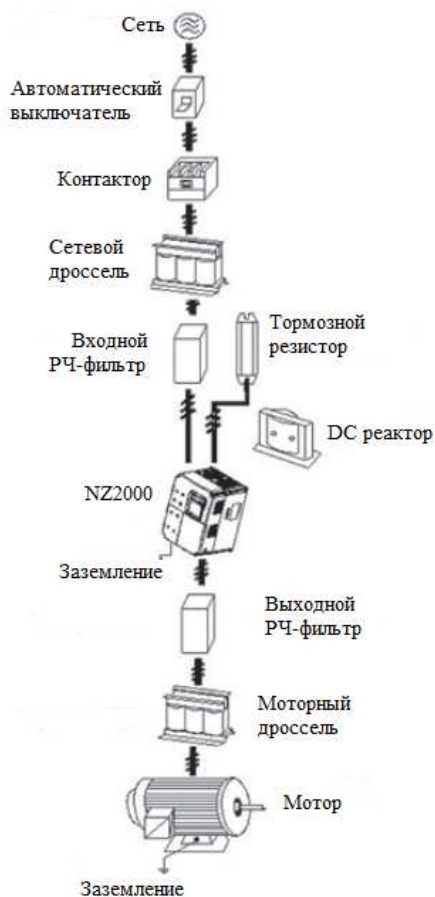 Сеть
Автоматический
выключатель
Контактор
Сетевой
дроссель
Входной
РЧ-фильтр
Тормозной
резистор
DC реактор
NZ2000
Заземление
Выходной
РЧ-фильтр
Моторный
дроссель
Мотор
Заземление